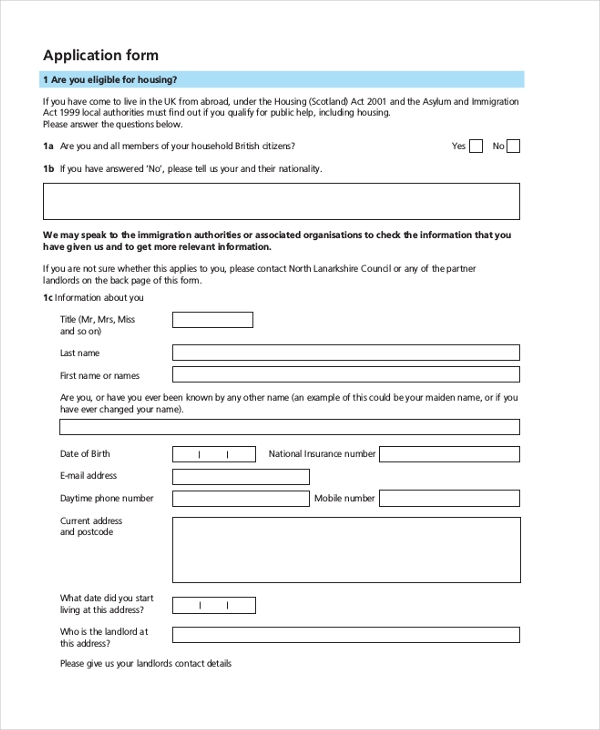 Application form
1 Are you eligible for housing?
If you have come to live in the UK from abroad, under the Housing (Scotland) Act 2001 and the Asylum and Immigration
Act 1999 local authorities must find out if you qualify for public help, including housing.
Please answer the questions below.
1a Are you and all members of your household British citizens? Yes No
1b If you have answered ‘No’, please tell us your and their nationality.
We may speak to the immigration authorities or associated organisations to check the information that you
have given us and to get more relevant information.
If you are not sure whether this applies to you, please contact North Lanarkshire Council or any of the partner
landlords on the back page of this form.
1c Information about you
Title (Mr, Mrs, Miss
and so on)
Last name
First name or names
Are you, or have you ever been known by any other name (an example of this could be your maiden name, or if you
have ever changed your name).
Date of Birth National Insurance number
E-mail address
Daytime phone number Mobile number
Current address
and postcode
What date did you start
living at this address?
Who is the landlord at
this address?
Please give us your landlords contact details